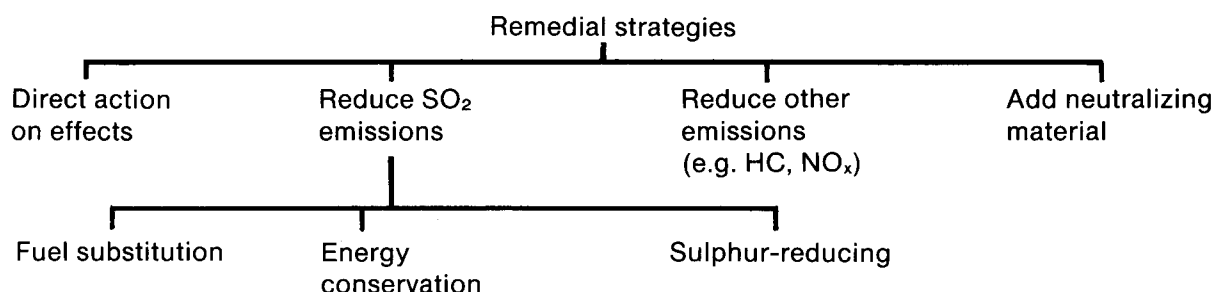 Remedial strategies
Direct action
on effects
Reduce SO₂
emissions
Reduce other
emissions
(e.g. HC, NOₓ)
Add neutralizing
material
Fuel substitution
Energy
conservation
Sulphur-reducing